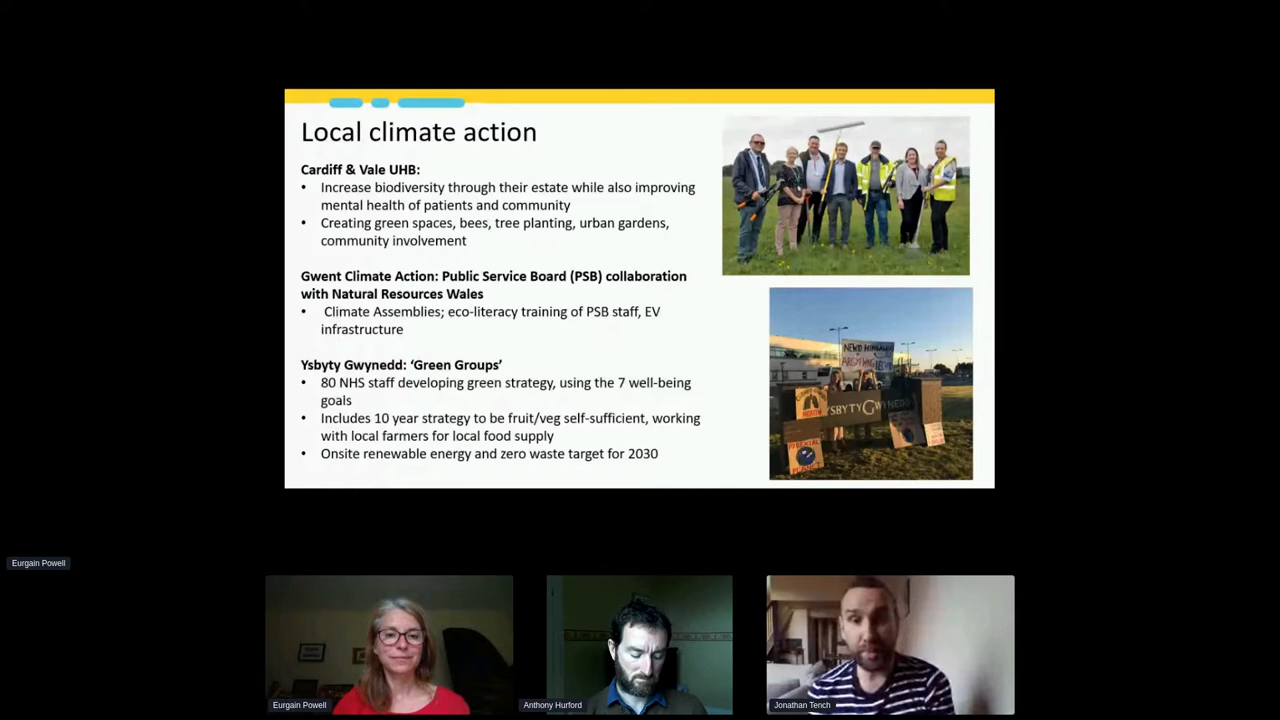 Local climate action
Cardiff & Vale UHB:
• Increase biodiversity through their estate while also improving
mental health of patients and community
• Creating green spaces, bees, tree planting, urban gardens,
community involvement
Gwent Climate Action: Public Service Board (PSB) collaboration
with Natural Resources Wales
• Climate Assemblies; eco-literacy training of PSB staff, EV
infrastructure
Ysbyty Gwynedd: ‘Green Groups’
• 80 NHS staff developing green strategy, using the 7 well-being
goals
• Includes 10 year strategy to be fruit/veg self-sufficient, working
with local farmers for local food supply
• Onsite renewable energy and zero waste target for 2030
NEWID HINSAWDD
YSBYTY GWYNEDD
PLANET
Eurgain Powell
Eurgain Powell
Anthony Hurford
Jonathan Tench